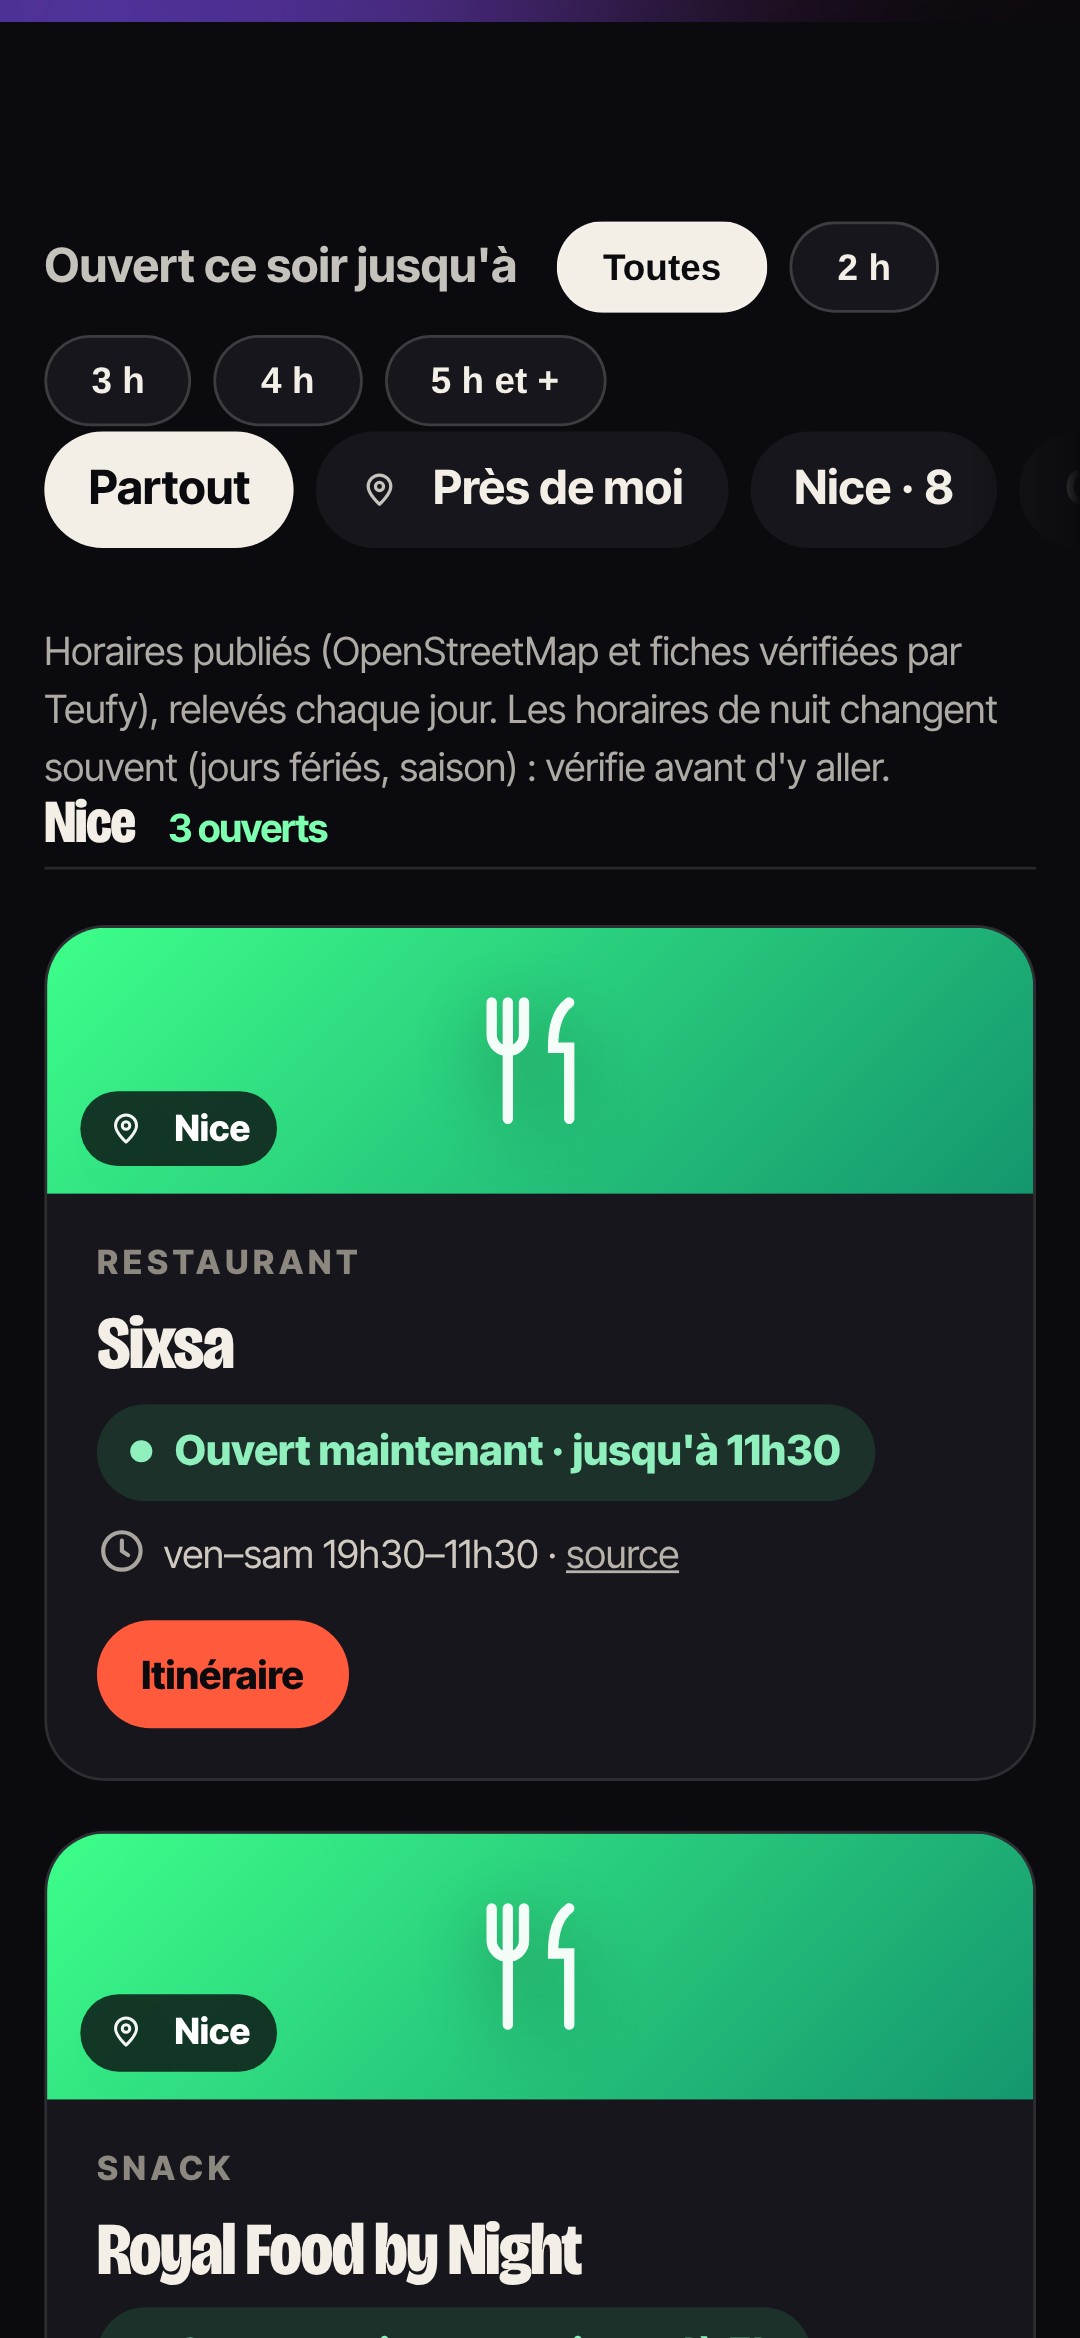 Ouvert ce soir jusqu'à Toutes 2 h
3 h 4 h 5 h et +
Partout Près de moi Nice · 8
Horaires publiés (OpenStreetMap et fiches vérifiées par
Teufy), relevés chaque jour. Les horaires de nuit changent
souvent (jours fériés, saison) : vérifie avant d'y aller.
Nice 3 ouverts
Nice
RESTAURANT
Sixsa
Ouvert maintenant · jusqu'à 11h30
ven–sam 19h30–11h30 · source
Itinéraire
Nice
SNACK
Royal Food by Night